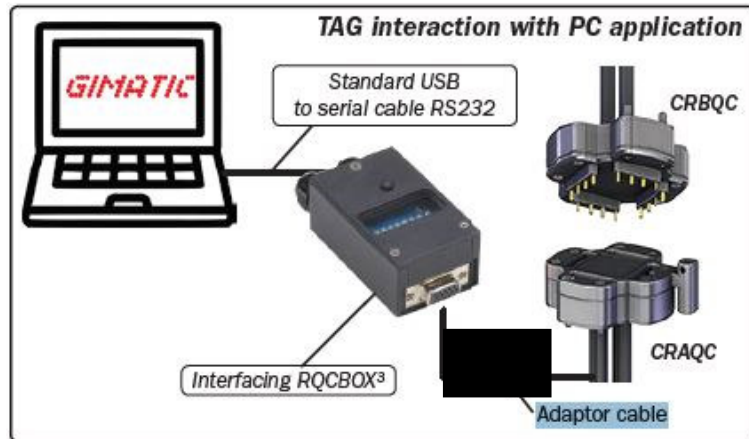 TAG interaction with PC application
GIMATIC
Standard USB
to serial cable RS232
CRBQC
CRAQC
Interfacing RQCBOX³
Adaptor cable